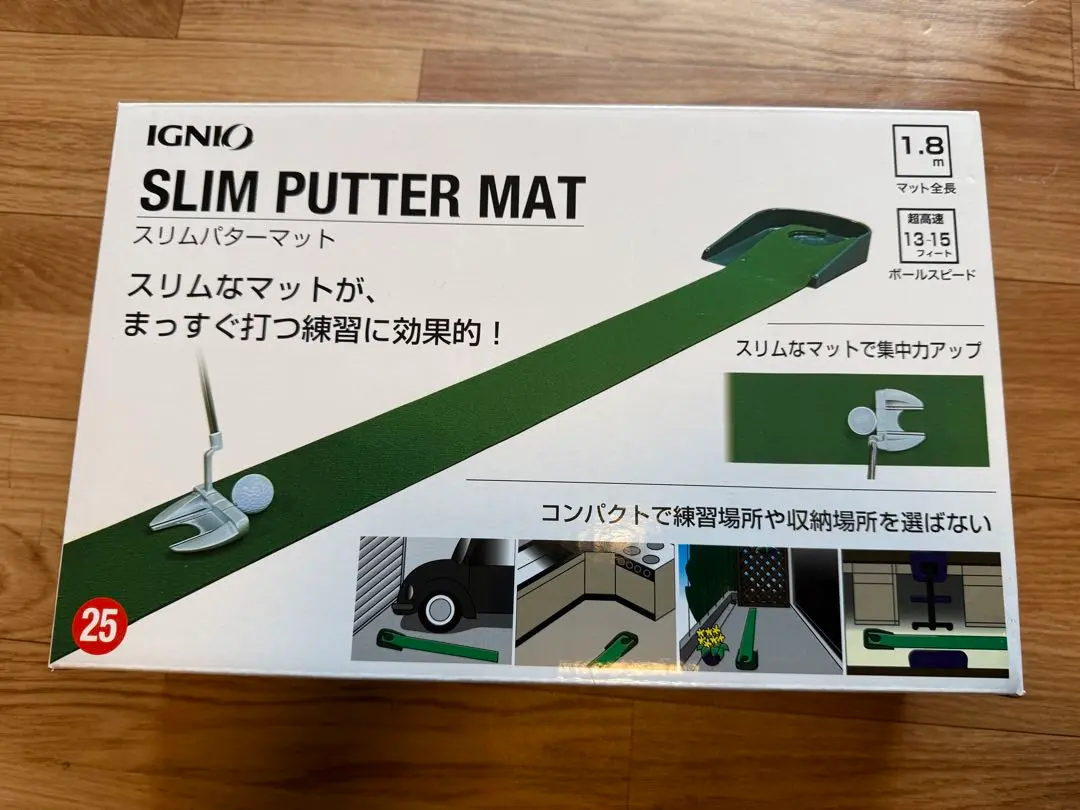 IGNIO
SLIM PUTTER MAT
スリムパターマット
スリムなマットが、
まっすぐ打つ練習に効果的！
1.8
m
マット全長
超高速
13-15
フィート
ボールスピード
スリムなマットで集中力アップ
コンパクトで練習場所や収納場所を選ばない
25